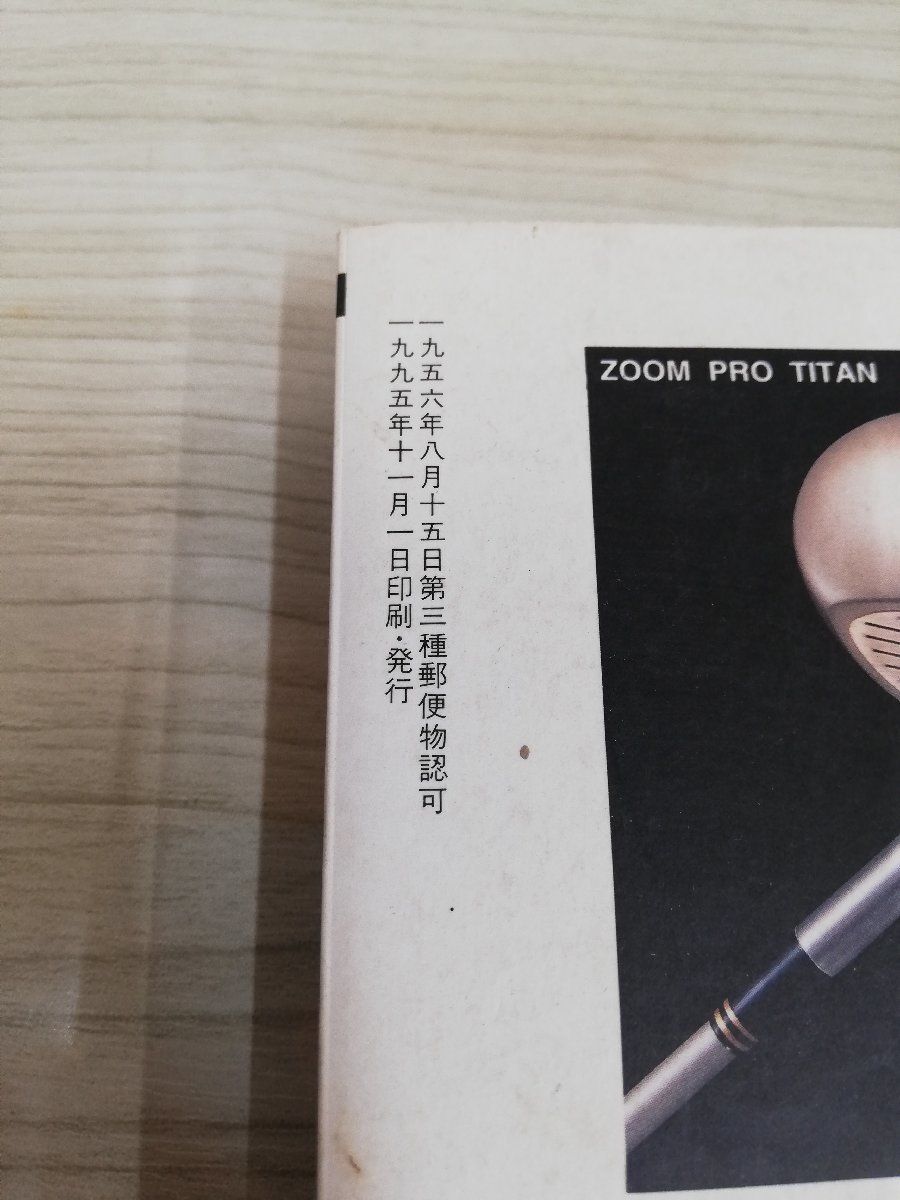 一九五六年八月十五日第三種郵便物認可
一九九五年十一月一日印刷・発行
ZOOM PRO TITAN